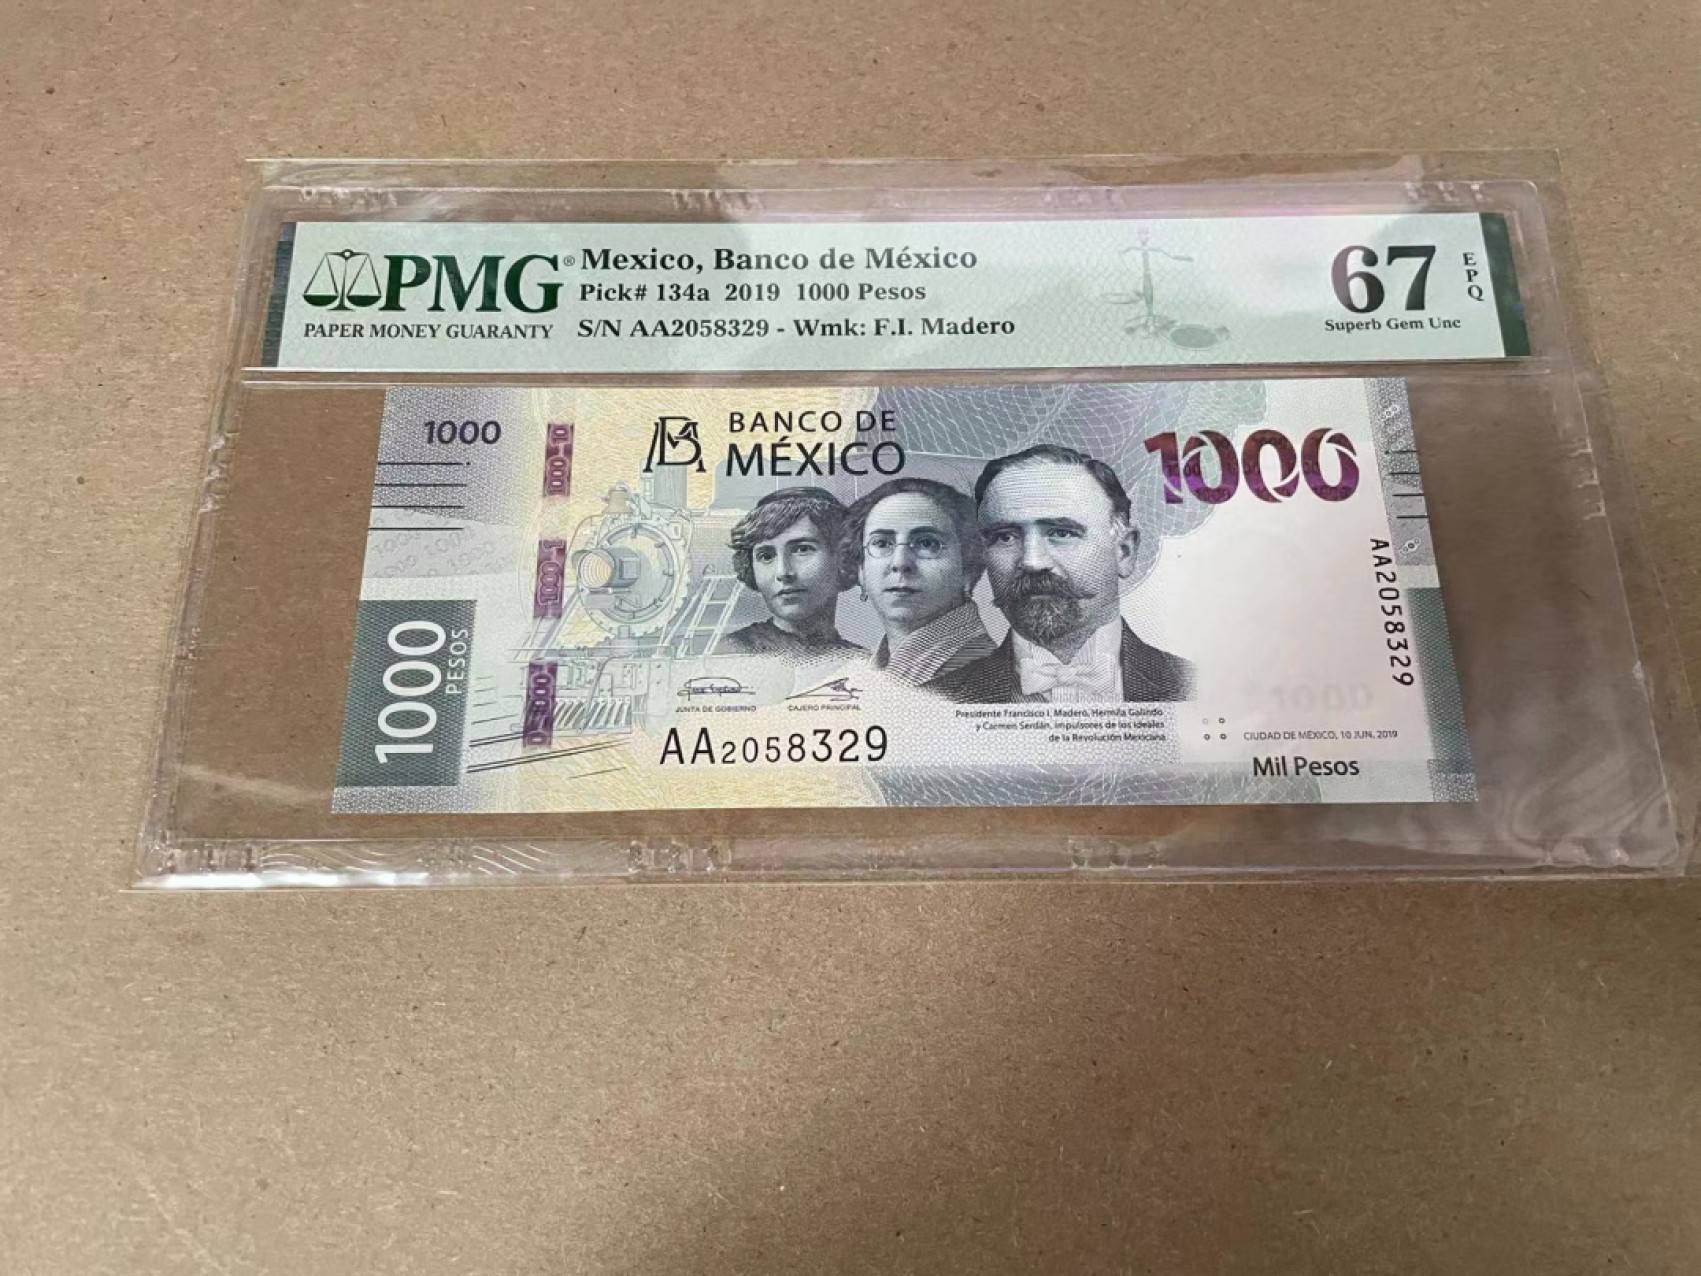 PMG®
PAPER MONEY GUARANTY
Mexico, Banco de México
Pick# 134a 2019 1000 Pesos
S/N AA2058329 - Wmk: F.I. Madero
67
EPQ
Superb Gem Unc
1000
BANCO DE
MÉXICO
1000
1000
1000
1000
AA2058329
1000
PESOS
JUNTA DE GOBIERNO
CAJERO PRINCIPAL
AA2058329
Presidente Francisco I. Madero, Hermila Galindo
y Carmen Serdán, impulsores de los ideales
de la Revolución Mexicana
CIUDAD DE MÉXICO, 10 JUN. 2019
Mil Pesos